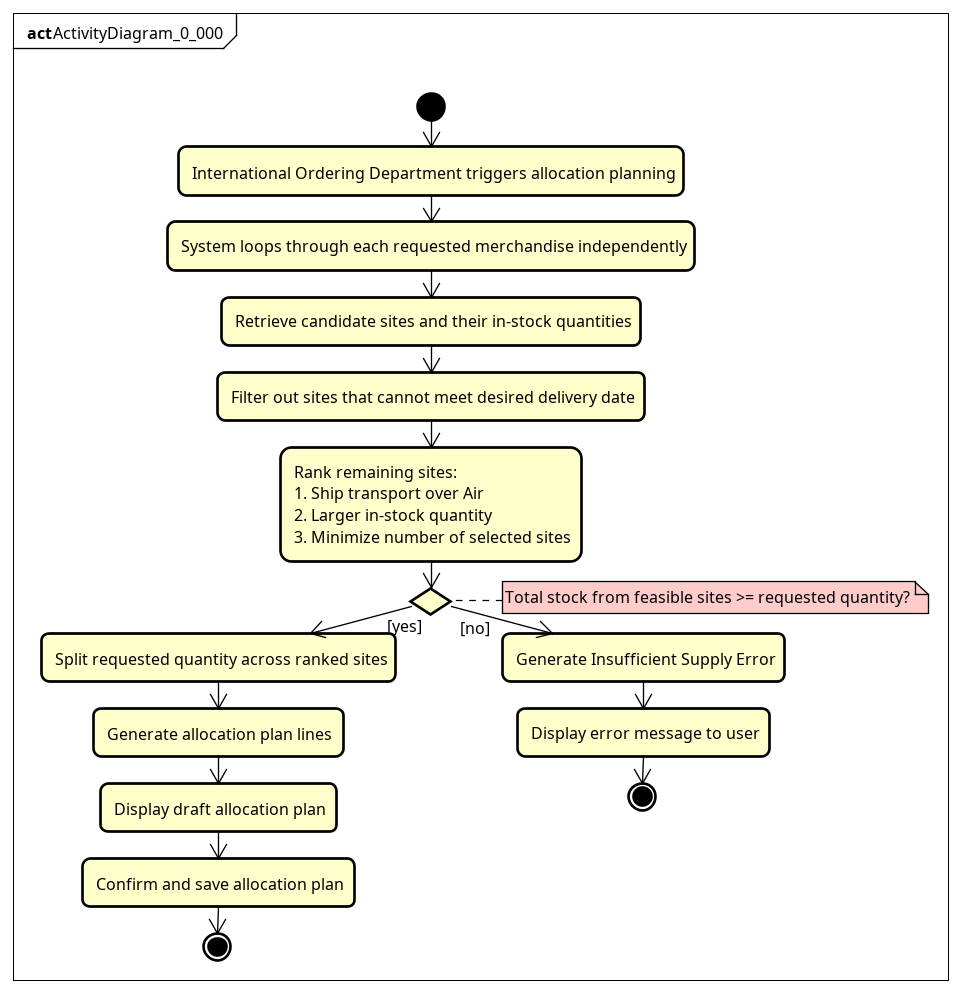 actActivityDiagram_0_000
International Ordering Department triggers allocation planning
System loops through each requested merchandise independently
Retrieve candidate sites and their in-stock quantities
Filter out sites that cannot meet desired delivery date
Rank remaining sites:
1. Ship transport over Air
2. Larger in-stock quantity
3. Minimize number of selected sites
Total stock from feasible sites >= requested quantity?
[yes]
[no]
Split requested quantity across ranked sites
Generate Insufficient Supply Error
Generate allocation plan lines
Display error message to user
Display draft allocation plan
Confirm and save allocation plan